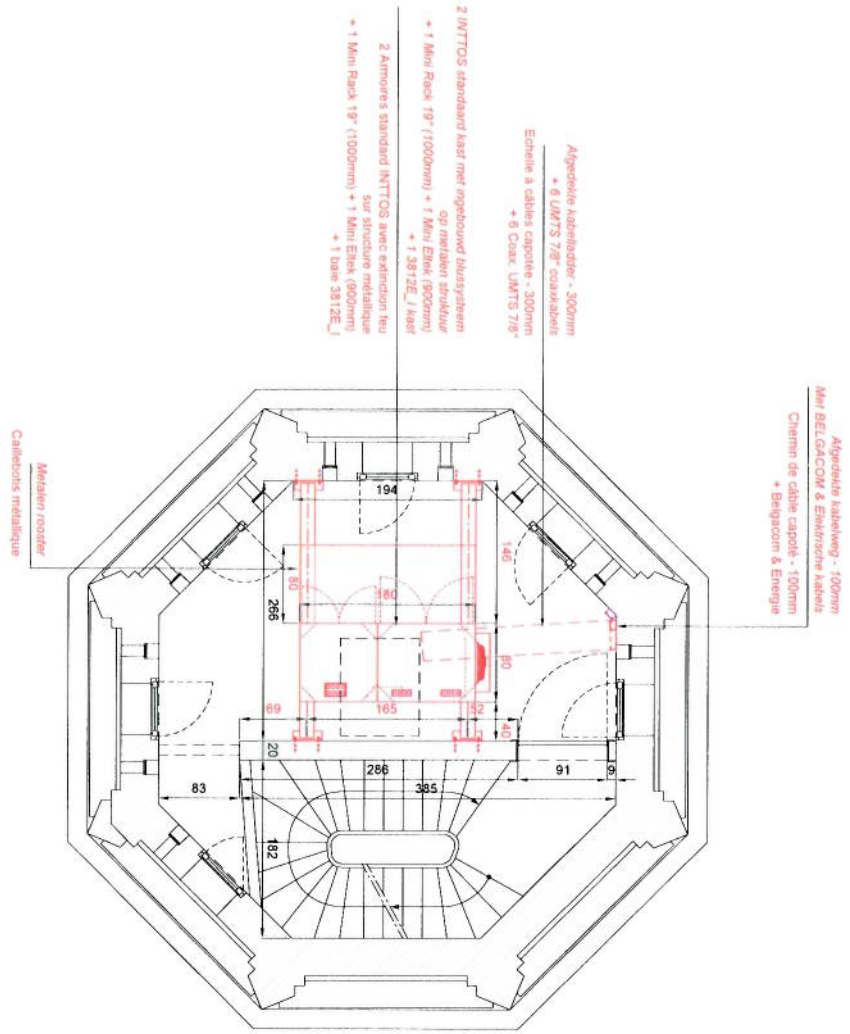 Afgedekte kabelweg - 100mm
Met BELGACOM & Elektrische kabels
Chemin de câble capoté - 100mm
+ Belgacom & Energie
Afgedekte kabelladder - 300mm
+ 6 UMTS 7/8" coaxkabels
Echelle à câbles capotée - 300mm
+ 6 Coax. UMTS 7/8"
2 INTTOS standaard kast met ingebouwd blussysteem
op metalen struktuur
+ 1 Mini Rack 19" (1000mm) + 1 Mini Eltek (900mm)
+ 1 3812E_I kast
2 Armoires standard INTTOS avec extinction feu
sur structure métallique
+ 1 Mini Rack 19" (1000mm) + 1 Mini Eltek (900mm)
+ 1 baie 3812E_I
Metalen rooster
Caillebotis métallique
194
146
80
266
180
80
69
165
52
40
20
286
91
9
83
385
182